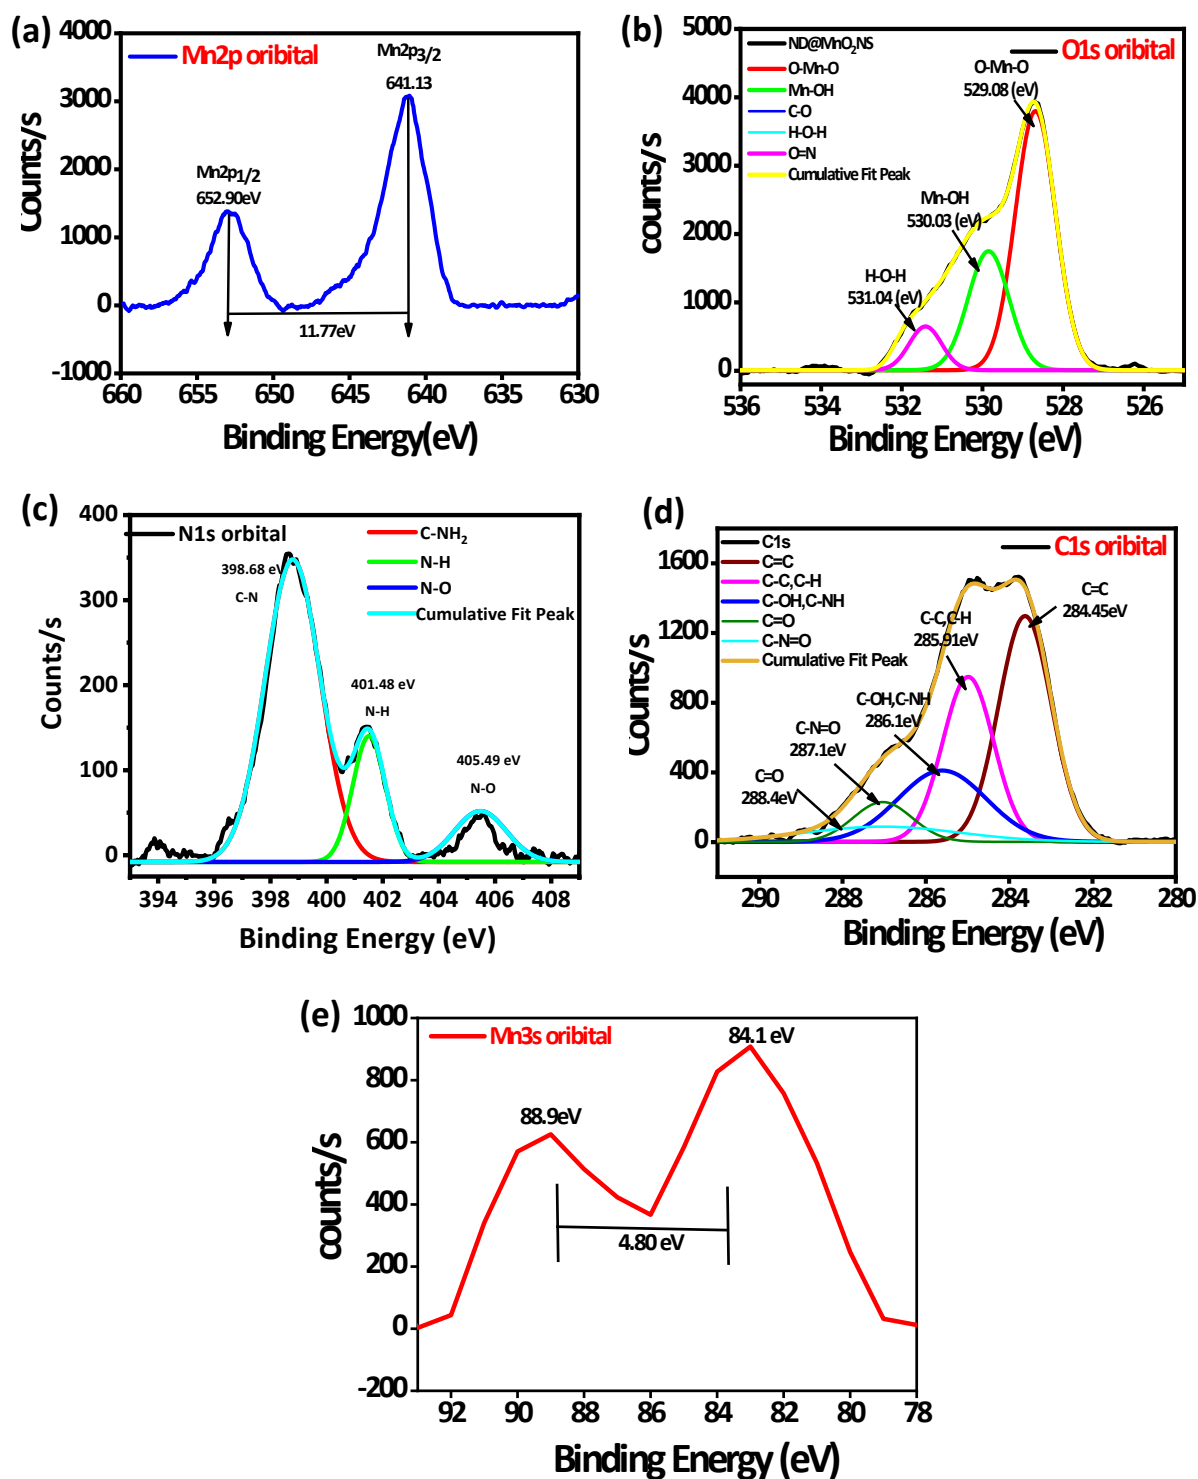 (a)
Mn2p oribital
Mn2p3/2
641.13
Mn2p1/2
652.90eV
11.77eV
4000
3000
2000
1000
0
-1000
660
655
650
645
640
635
630
Counts/s
Binding Energy(eV)
(b)
ND@MnO2NS
O-Mn-O
Mn-OH
C-O
H-O-H
O=N
Cumulative Fit Peak
O1s oribital
O-Mn-O
529.08 (eV)
Mn-OH
530.03 (eV)
H-O-H
531.04 (eV)
5000
4000
3000
2000
1000
0
536
534
532
530
528
526
counts/s
Binding Energy (eV)
(c)
N1s orbital
C-NH2
N-H
N-O
Cumulative Fit Peak
398.68 eV
C-N
401.48 eV
N-H
405.49 eV
N-O
400
300
200
100
0
394
396
398
400
402
404
406
408
Counts/s
Binding Energy (eV)
(d)
C1s
C=C
C-C,C-H
C-OH,C-NH
C=O
C-N=O
Cumulative Fit Peak
C1s oribital
C=C
284.45eV
C-C,C-H
285.91eV
C-OH,C-NH
286.1eV
C-N=O
287.1eV
C=O
288.4eV
1600
1200
800
400
0
290
288
286
284
282
280
Counts/s
Binding Energy (eV)
(e)
Mn3s oribital
84.1 eV
88.9eV
4.80 eV
1000
800
600
400
200
0
-200
92
90
88
86
84
82
80
78
counts/s
Binding Energy (eV)